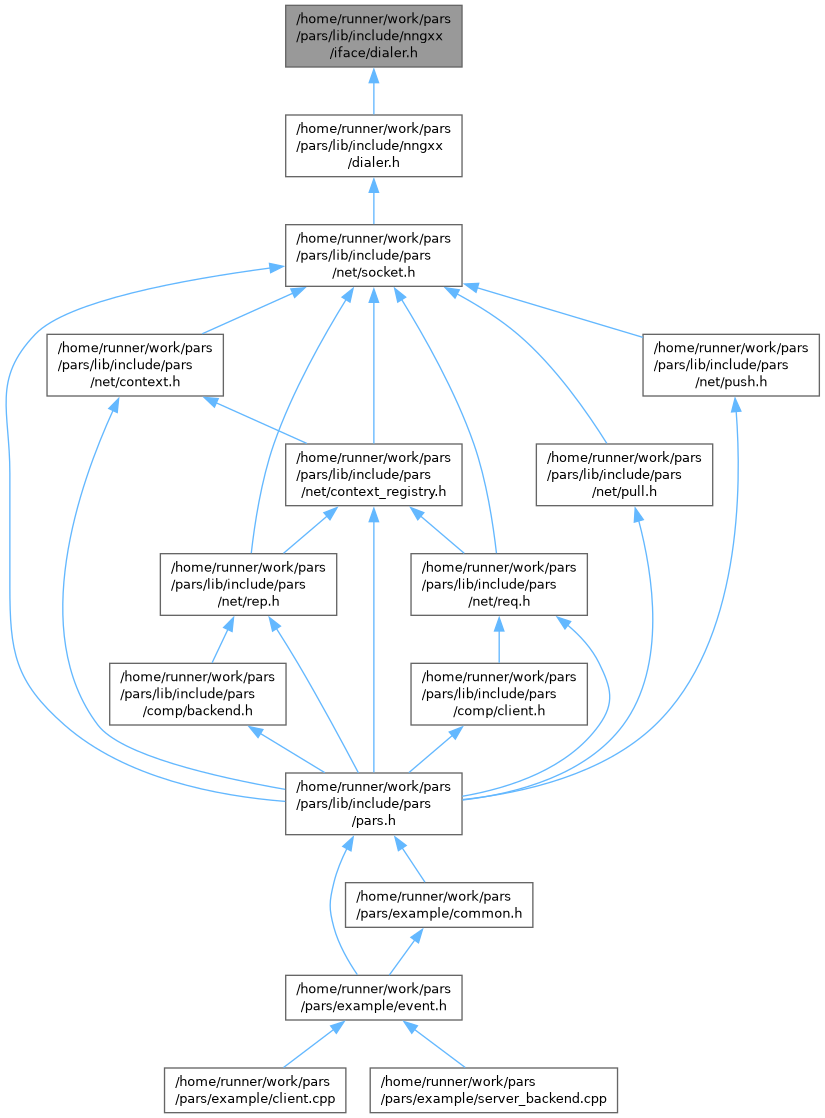 /home/runner/work/pars
/pars/lib/include/nngxx
/iface/dialer.h
/home/runner/work/pars
/pars/lib/include/nngxx
/dialer.h
/home/runner/work/pars
/pars/lib/include/pars
/net/socket.h
/home/runner/work/pars
/pars/lib/include/pars
/net/context.h
/home/runner/work/pars
/pars/lib/include/pars
/net/push.h
/home/runner/work/pars
/pars/lib/include/pars
/net/context_registry.h
/home/runner/work/pars
/pars/lib/include/pars
/net/pull.h
/home/runner/work/pars
/pars/lib/include/pars
/net/rep.h
/home/runner/work/pars
/pars/lib/include/pars
/net/req.h
/home/runner/work/pars
/pars/lib/include/pars
/comp/backend.h
/home/runner/work/pars
/pars/lib/include/pars
/comp/client.h
/home/runner/work/pars
/pars/lib/include/pars
/pars.h
/home/runner/work/pars
/pars/example/common.h
/home/runner/work/pars
/pars/example/event.h
/home/runner/work/pars
/pars/example/client.cpp
/home/runner/work/pars
/pars/example/server_backend.cpp